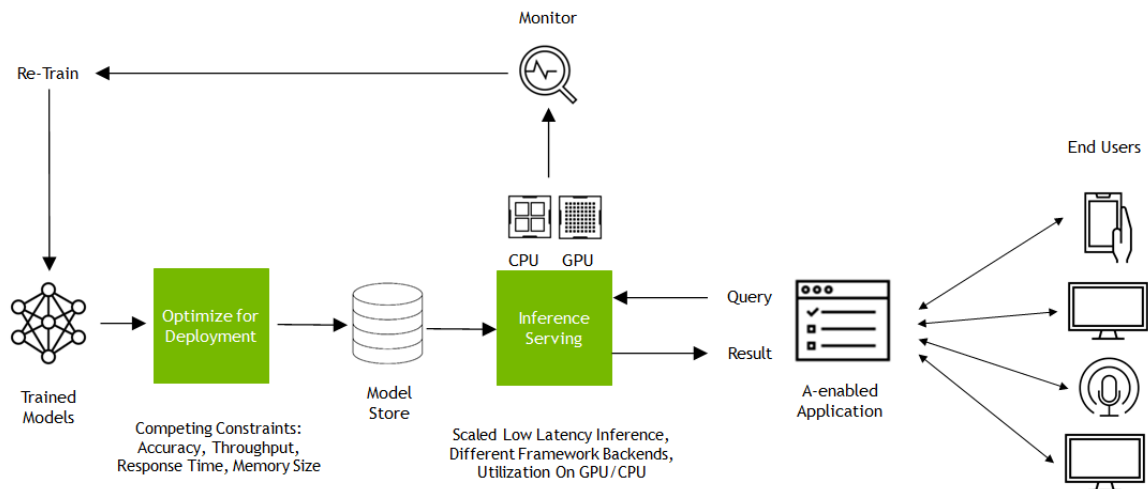 Monitor
Re-Train
End Users
CPU
GPU
Optimize for
Deployment
Inference
Serving
Query
Result
Trained
Models
Model
Store
A-enabled
Application
Competing Constraints:
Accuracy, Throughput,
Response Time, Memory Size
Scaled Low Latency Inference,
Different Framework Backends,
Utilization On GPU/CPU